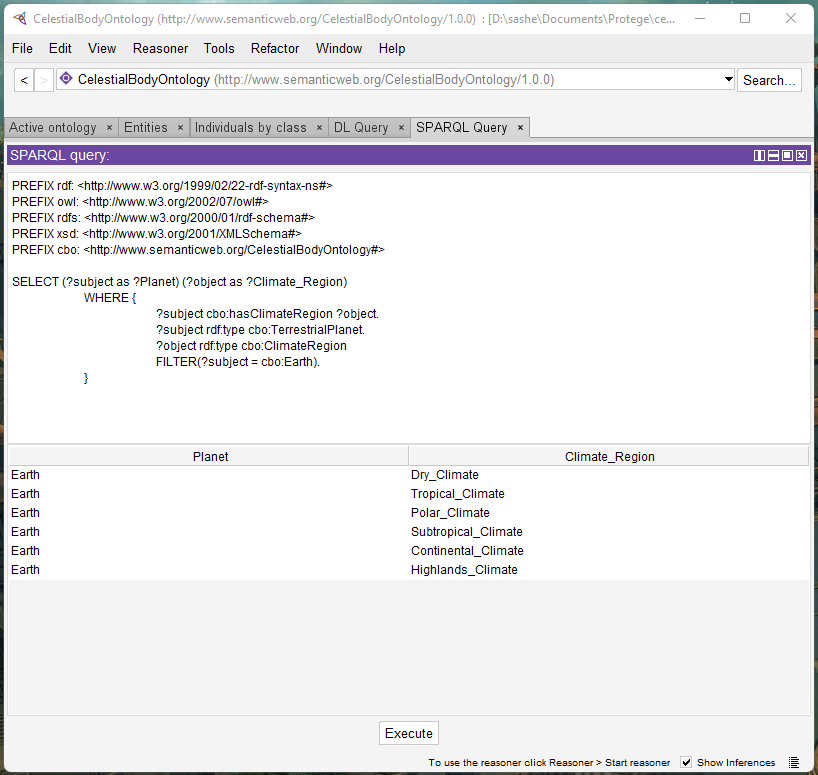 CelestialBodyOntology (http://www.semanticweb.org/CelestialBodyOntology/1.0.0) : [D:\sashe\Documents\Protege\ce...
File Edit View Reasoner Tools Refactor Window Help
< > CelestialBodyOntology (http://www.semanticweb.org/CelestialBodyOntology/1.0.0) Search...
Active ontology × Entities × Individuals by class × DL Query × SPARQL Query ×
SPARQL query:
PREFIX rdf: <http://www.w3.org/1999/02/22-rdf-syntax-ns#>
PREFIX owl: <http://www.w3.org/2002/07/owl#>
PREFIX rdfs: <http://www.w3.org/2000/01/rdf-schema#>
PREFIX xsd: <http://www.w3.org/2001/XMLSchema#>
PREFIX cbo: <http://www.semanticweb.org/CelestialBodyOntology#>
SELECT (?subject as ?Planet) (?object as ?Climate_Region)
WHERE {
?subject cbo:hasClimateRegion ?object.
?subject rdf:type cbo:TerrestrialPlanet.
?object rdf:type cbo:ClimateRegion
FILTER(?subject = cbo:Earth).
}
Planet Climate_Region
Earth Dry_Climate
Earth Tropical_Climate
Earth Polar_Climate
Earth Subtropical_Climate
Earth Continental_Climate
Earth Highlands_Climate
Execute
To use the reasoner click Reasoner > Start reasoner Show Inferences